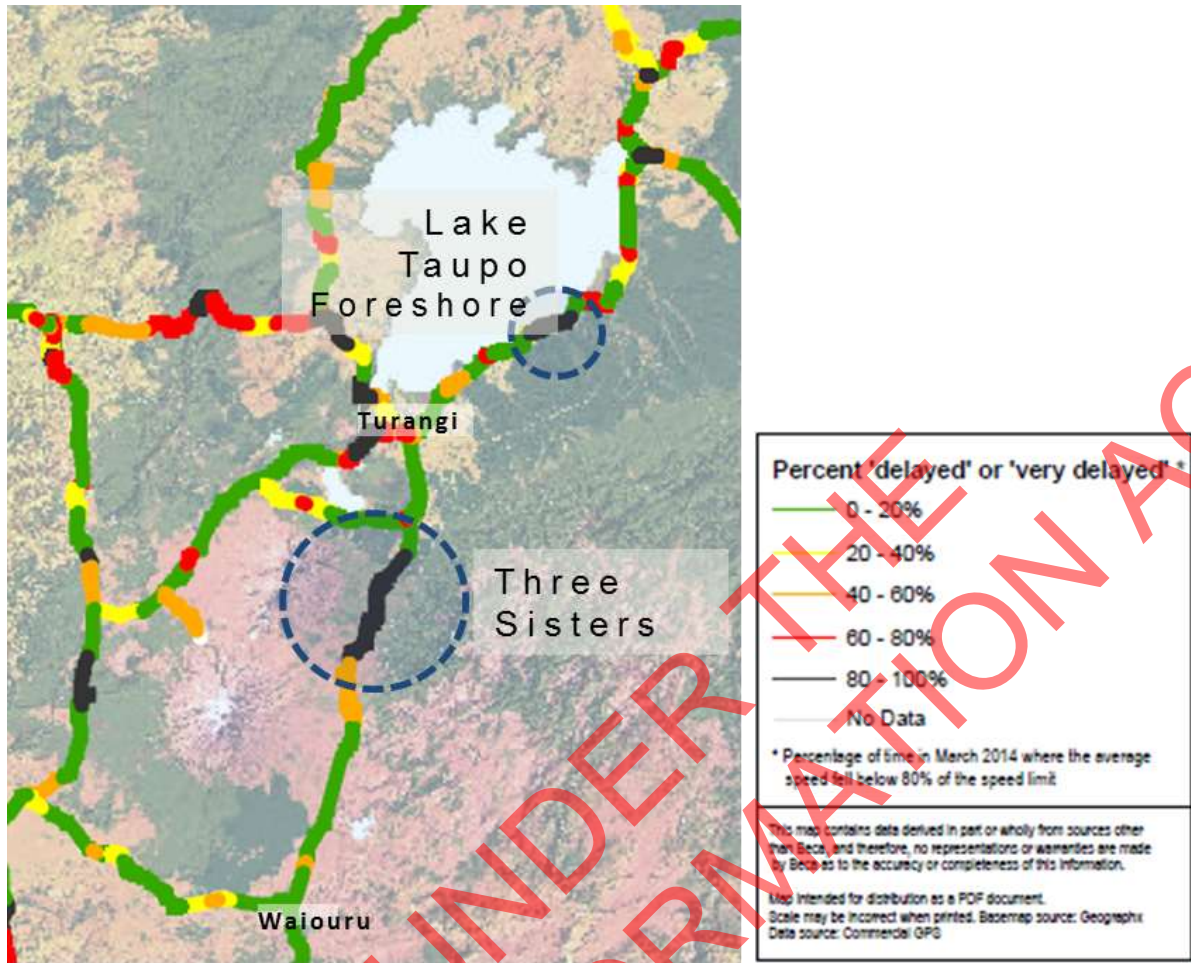 Lake
Taupo
Foreshore
Turangi
Three
Sisters
Waiouru
Percent 'delayed' or 'very delayed' *
0 - 20%
20 - 40%
40 - 60%
60 - 80%
80 - 100%
No Data
* Percentage of time in March 2014 where the average
speed fell below 80% of the speed limit
This map contains data derived in part or wholly from sources other
than Beca, and therefore, no representations or warranties are made
by Beca as to the accuracy or completeness of this information.
Map intended for distribution as a PDF document.
Scale may be incorrect when printed. Basemap source: Geographx
Data source: Commercial GPS
UNDER THE